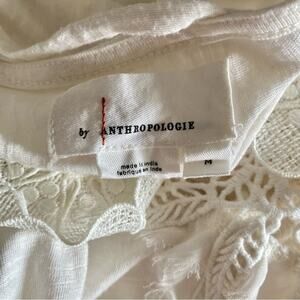 by ANTHROPOLOGIE
made in india
fabriqué en inde
M